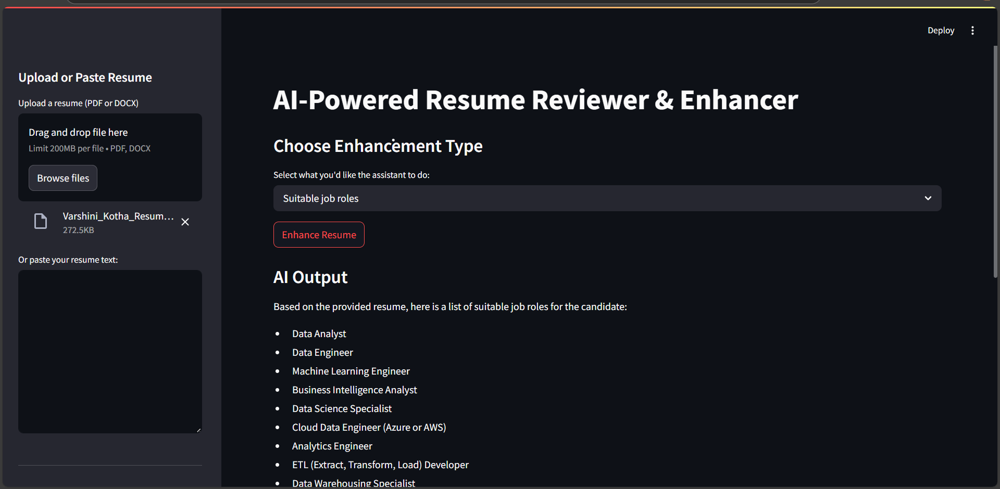 Deploy
Upload or Paste Resume
Upload a resume (PDF or DOCX)
Drag and drop file here
Limit 200MB per file • PDF, DOCX
Browse files
Varshini_Kotha_Resum...
272.5KB
Or paste your resume text:
AI-Powered Resume Reviewer & Enhancer
Choose Enhancement Type
Select what you'd like the assistant to do:
Suitable job roles
Enhance Resume
AI Output
Based on the provided resume, here is a list of suitable job roles for the candidate:
• Data Analyst
• Data Engineer
• Machine Learning Engineer
• Business Intelligence Analyst
• Data Science Specialist
• Cloud Data Engineer (Azure or AWS)
• Analytics Engineer
• ETL (Extract, Transform, Load) Developer
• Data Warehousing Specialist